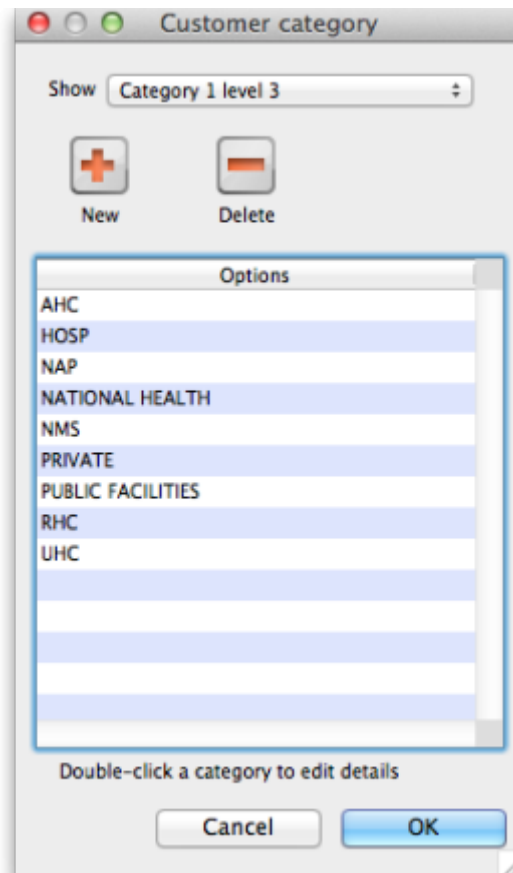 Customer category
Show Category 1 level 3
New Delete
Options
AHC
HOSP
NAP
NATIONAL HEALTH
NMS
PRIVATE
PUBLIC FACILITIES
RHC
UHC
Double-click a category to edit details
Cancel OK